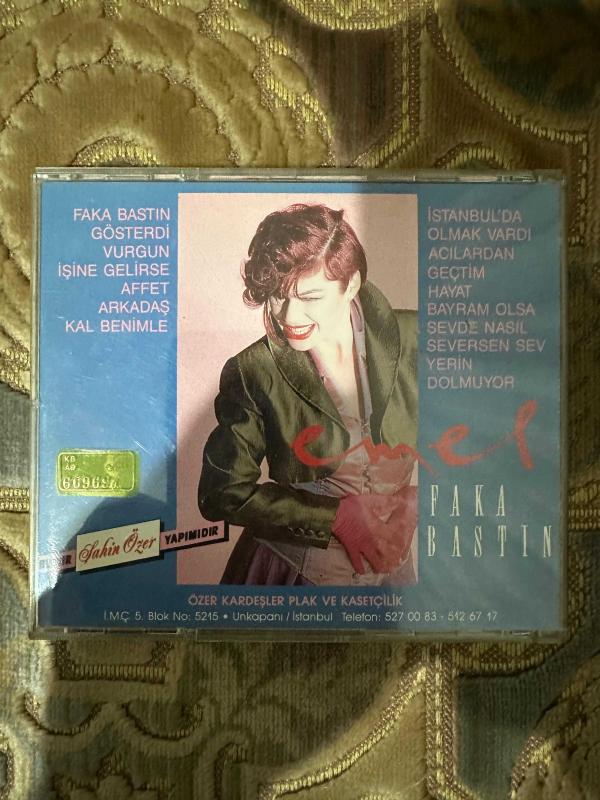 FAKA BASTIN
GÖSTERDİ
VURGUN
İŞİNE GELİRSE
AFFET
ARKADAŞ
KAL BENİMLE
İSTANBUL'DA
OLMAK VARDI
ACILARDAN
GEÇTİM
HAYAT
BAYRAM OLSA
SEVDE NASIL
SEVERSEN SEV
YERİN
DOLMUYOR
emel
FAKA
BASTIN
KB
Şahin Özer YAPIMIDIR
ÖZER KARDEŞLER PLAK VE KASETÇİLİK
İ.M.Ç. 5. Blok No: 5215 • Unkapanı / İstanbul Telefon: 527 00 83 - 512 67 17